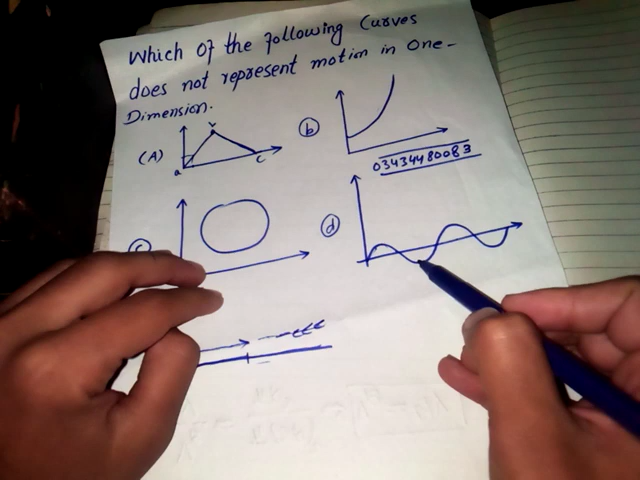 Which Of the following Curves
does not represent motion in One-
Dimension.
(A)
a
c
b
03434480083
c
d